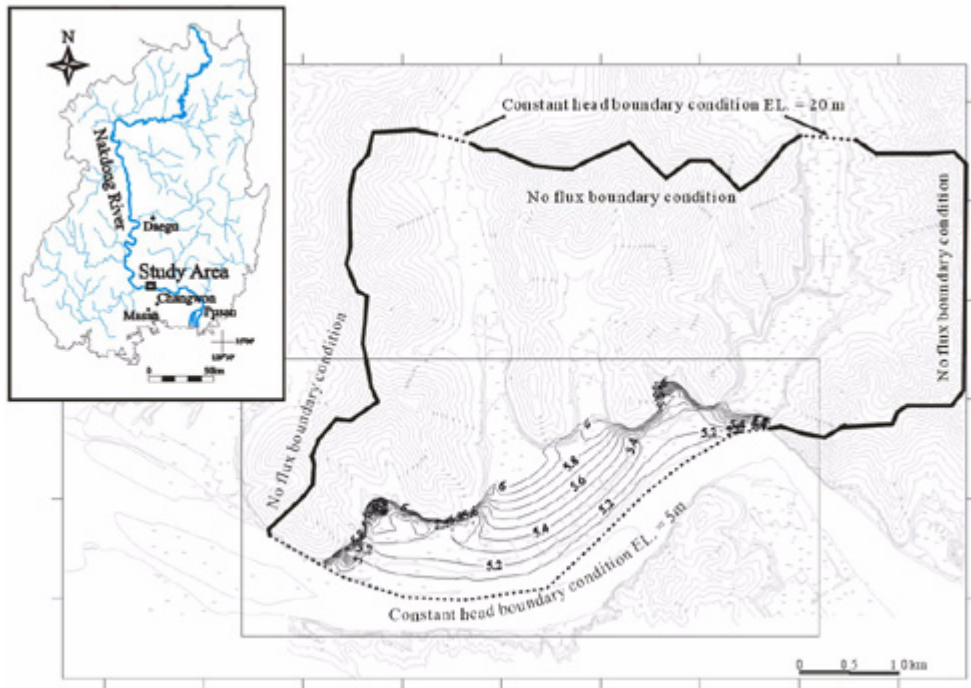 N
Nakdong River
Daegu
Study Area
Changwon
Masan
Pusan
0 50km
Constant head boundary condition EL. = 20 m
No flux boundary condition
No flux boundary condition
No flux boundary condition
5.8
5.6
5.4
5.2
5.4
5.2
5.2
Constant head boundary condition EL. = 5m
0 0.5 1.0 km